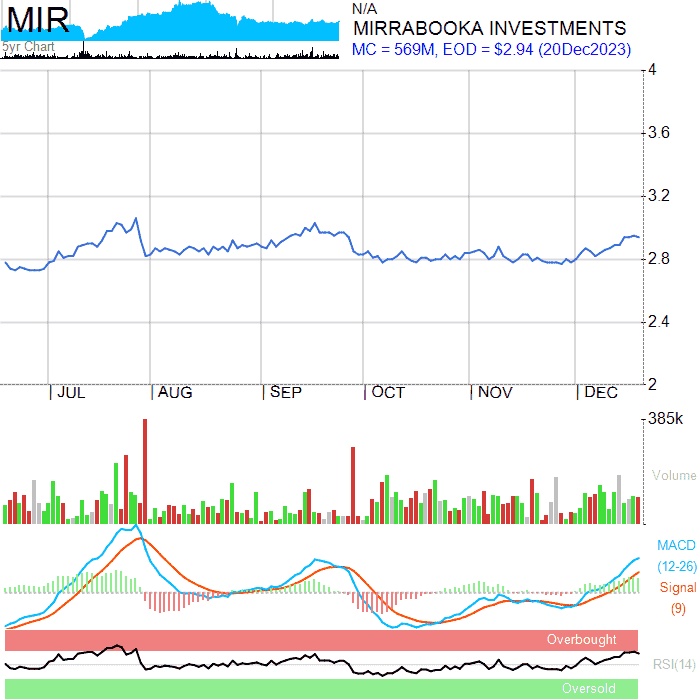 MIR
5yr Chart
N/A
MIRRABOOKA INVESTMENTS
MC = 569M, EOD = $2.94 (20Dec2023)
4
3.6
3.2
2.8
2.4
2
JUL AUG SEP OCT NOV DEC
385k
Volume
MACD
(12-26)
Signal
(9)
Overbought
RSI(14)
Oversold